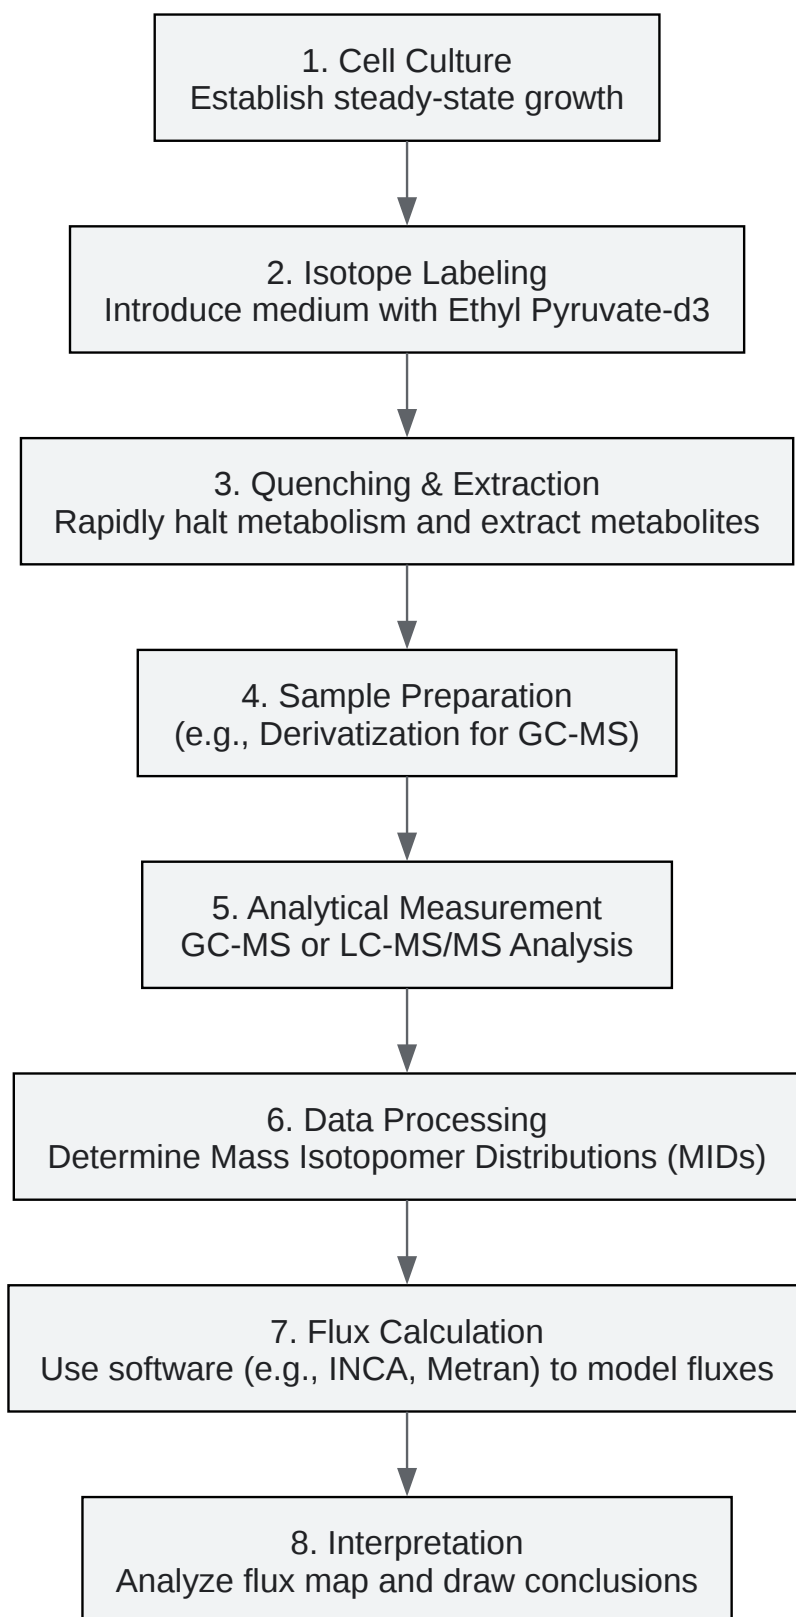 1. Cell Culture
Establish steady-state growth
2. Isotope Labeling
Introduce medium with Ethyl Pyruvate-d3
3. Quenching & Extraction
Rapidly halt metabolism and extract metabolites
4. Sample Preparation
(e.g., Derivatization for GC-MS)
5. Analytical Measurement
GC-MS or LC-MS/MS Analysis
6. Data Processing
Determine Mass Isotopomer Distributions (MIDs)
7. Flux Calculation
Use software (e.g., INCA, Metran) to model fluxes
8. Interpretation
Analyze flux map and draw conclusions